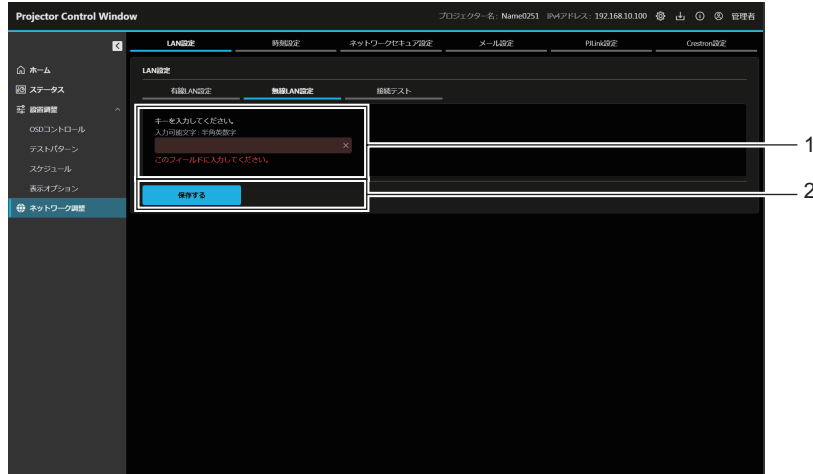 Projector Control Window
プロジェクター名: Name0251 IPv4アドレス: 192.168.10.100 管理者
LAN設定 時刻設定 ネットワークセキュア設定 メール設定 PJLink設定 Crestron設定
ホーム
ステータス
設置調整
OSDコントロール
テストパターン
スケジュール
表示オプション
ネットワーク調整
LAN設定
有線LAN設定 無線LAN設定 接続テスト
キーを入力してください。
入力可能文字: 半角英数字
このフィールドに入力してください。
保存する
1
2